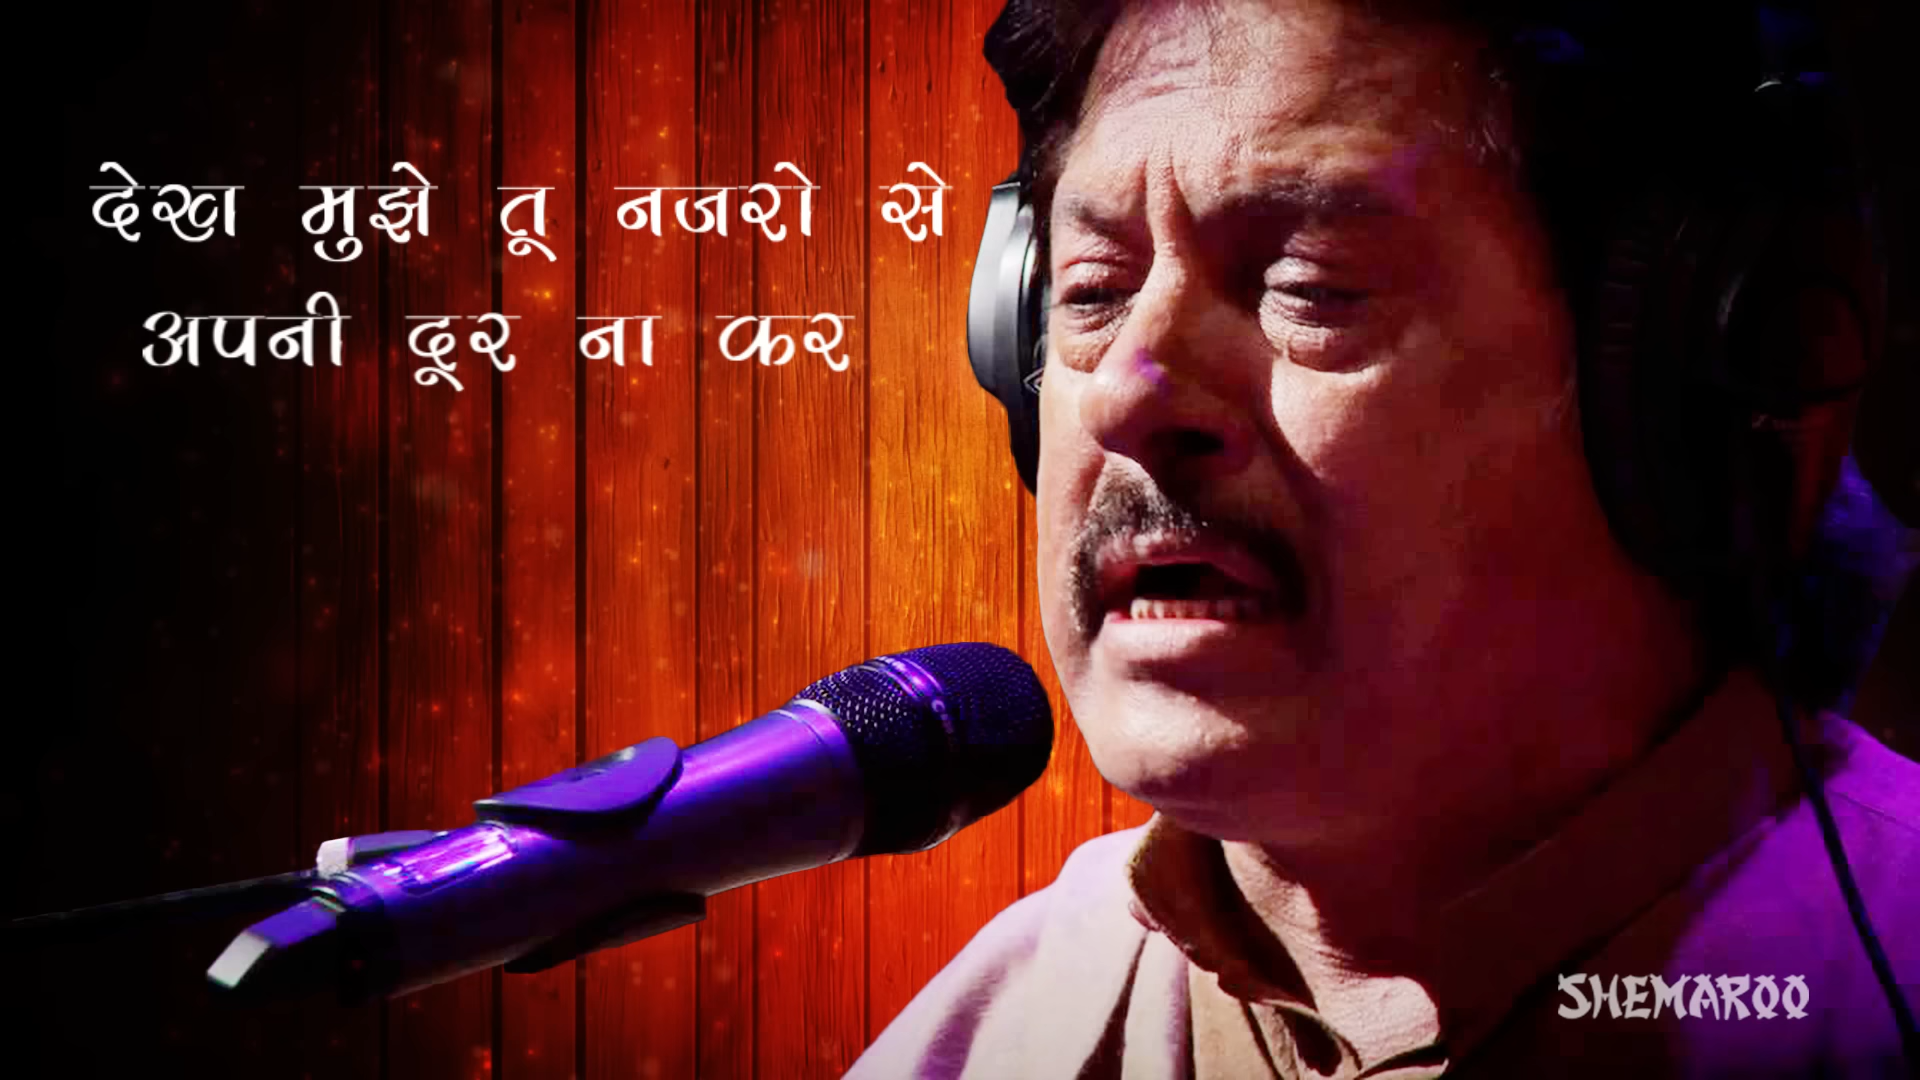 देख मुझे तू नजरो से
अपनी दूर ना कर
SHEMAROO